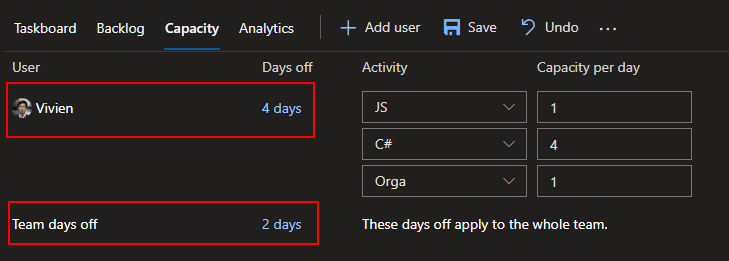 Taskboard Backlog Capacity Analytics + Add user Save Undo ...
User Days off Activity Capacity per day
Vivien 4 days JS 1
C# 4
Orga 1
Team days off 2 days These days off apply to the whole team.